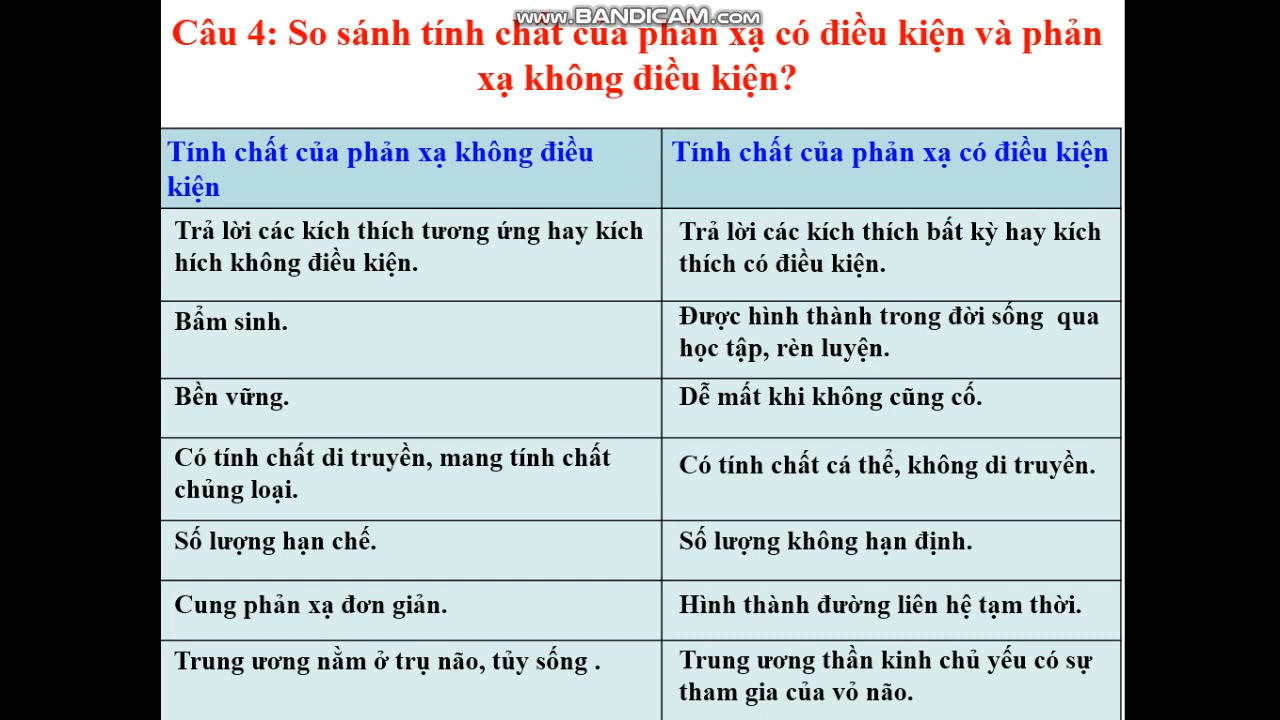 www.BANDICAM.com
Câu 4: So sánh tính chất của phản xạ có điều kiện và phản
xạ không điều kiện?
Tính chất của phản xạ không điều
kiện
Tính chất của phản xạ có điều kiện
Trả lời các kích thích tương ứng hay kích
hích không điều kiện.
Trả lời các kích thích bất kỳ hay kích
thích có điều kiện.
Bẩm sinh.
Được hình thành trong đời sống qua
học tập, rèn luyện.
Bền vững.
Dễ mất khi không cũng cố.
Có tính chất di truyền, mang tính chất
chủng loại.
Có tính chất cá thể, không di truyền.
Số lượng hạn chế.
Số lượng không hạn định.
Cung phản xạ đơn giản.
Hình thành đường liên hệ tạm thời.
Trung ương nằm ở trụ não, tủy sống .
Trung ương thần kinh chủ yếu có sự
tham gia của vỏ não.